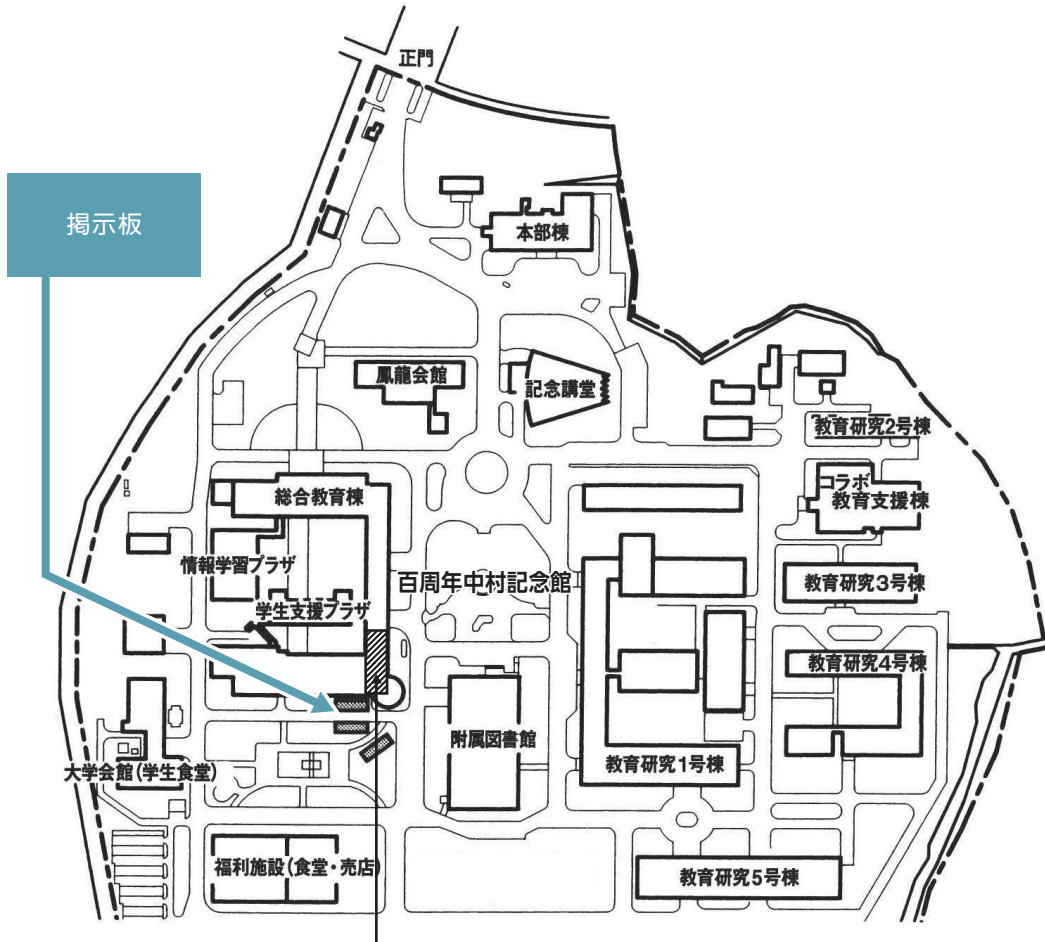 正門
掲示板
本部棟
鳳龍会館
記念講堂
教育研究2号棟
総合教育棟
コラボ
教育支援棟
情報学習プラザ
百周年中村記念館
教育研究3号棟
学生支援プラザ
教育研究4号棟
附属図書館
教育研究1号棟
大学会館(学生食堂)
福利施設(食堂・売店)
教育研究5号棟